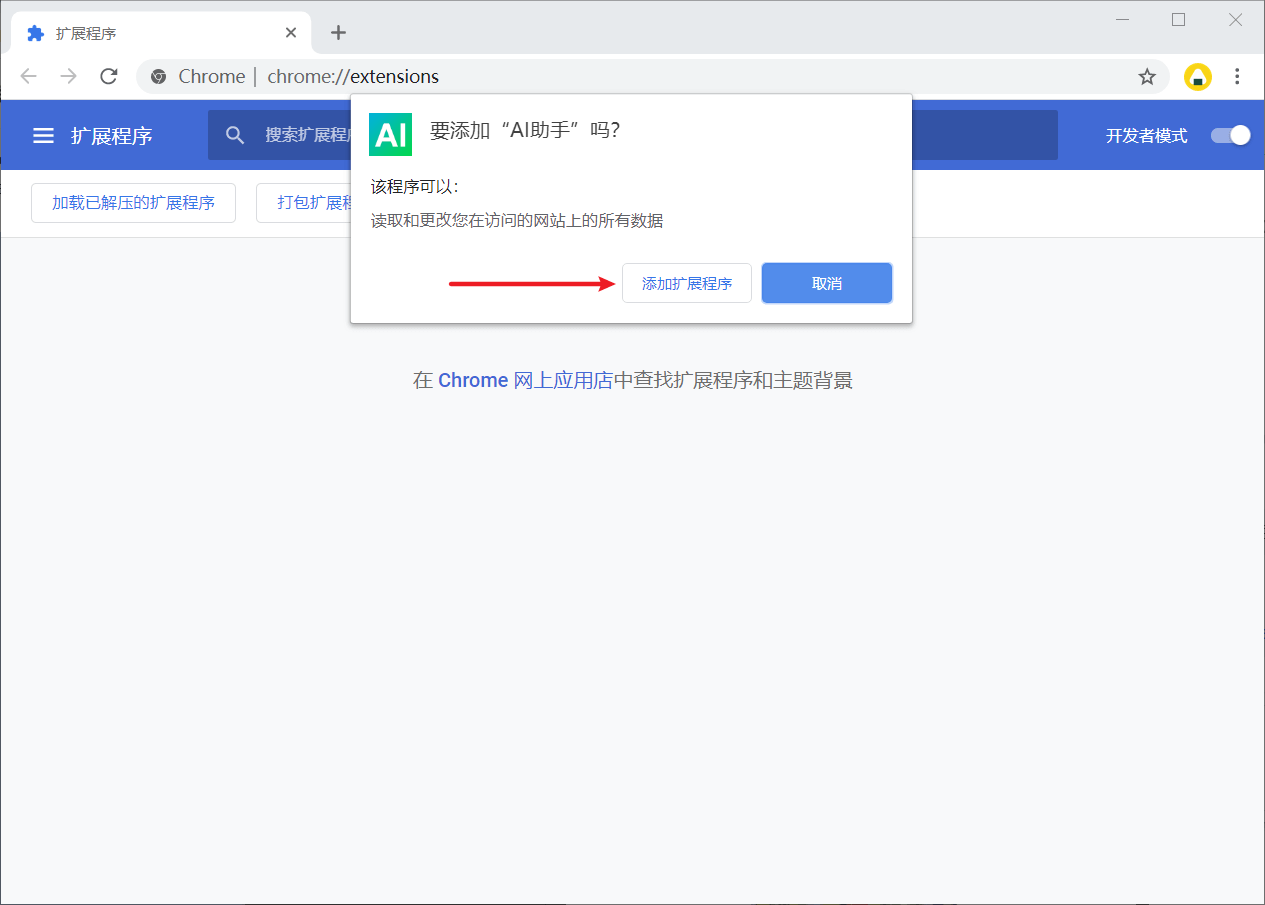 扩展程序
Chrome | chrome://extensions
扩展程序
搜索扩展程
开发者模式
加载已解压的扩展程序
打包扩展
AI
要添加“AI助手”吗？
该程序可以：
读取和更改您在访问的网站上的所有数据
添加扩展程序
取消
在 Chrome 网上应用店中查找扩展程序和主题背景